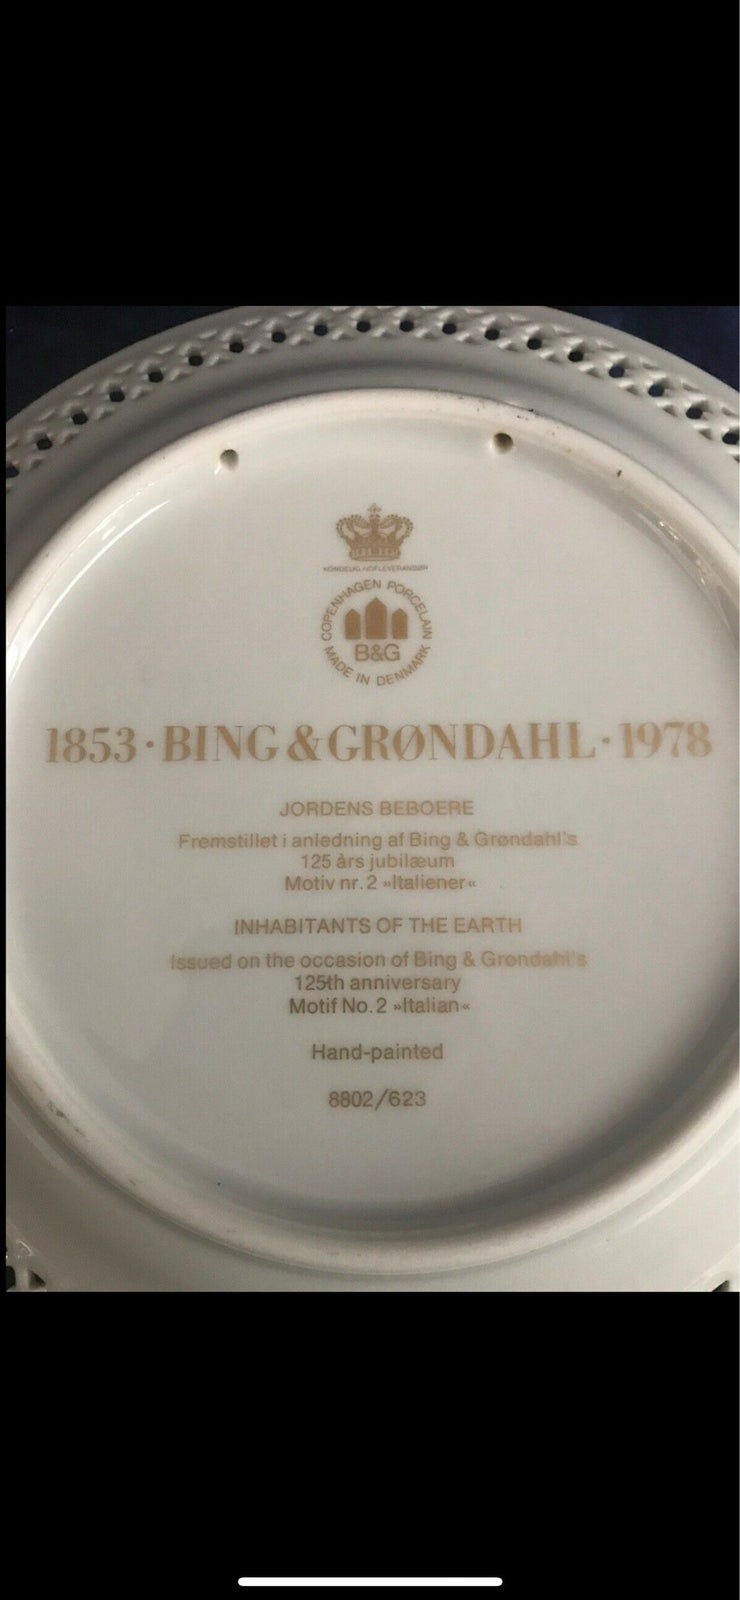 KONGELIG HOFLEVERANDØR
COPENHAGEN PORCELAIN
B&G
MADE IN DENMARK
1853 · BING & GRØNDAHL · 1978
JORDENS BEBOERE
Fremstillet i anledning af Bing & Grøndahl's
125 års jubilæum
Motiv nr. 2 »Italiener«
INHABITANTS OF THE EARTH
Issued on the occasion of Bing & Grøndahl's
125th anniversary
Motif No. 2 »Italian«
Hand-painted
8802/623